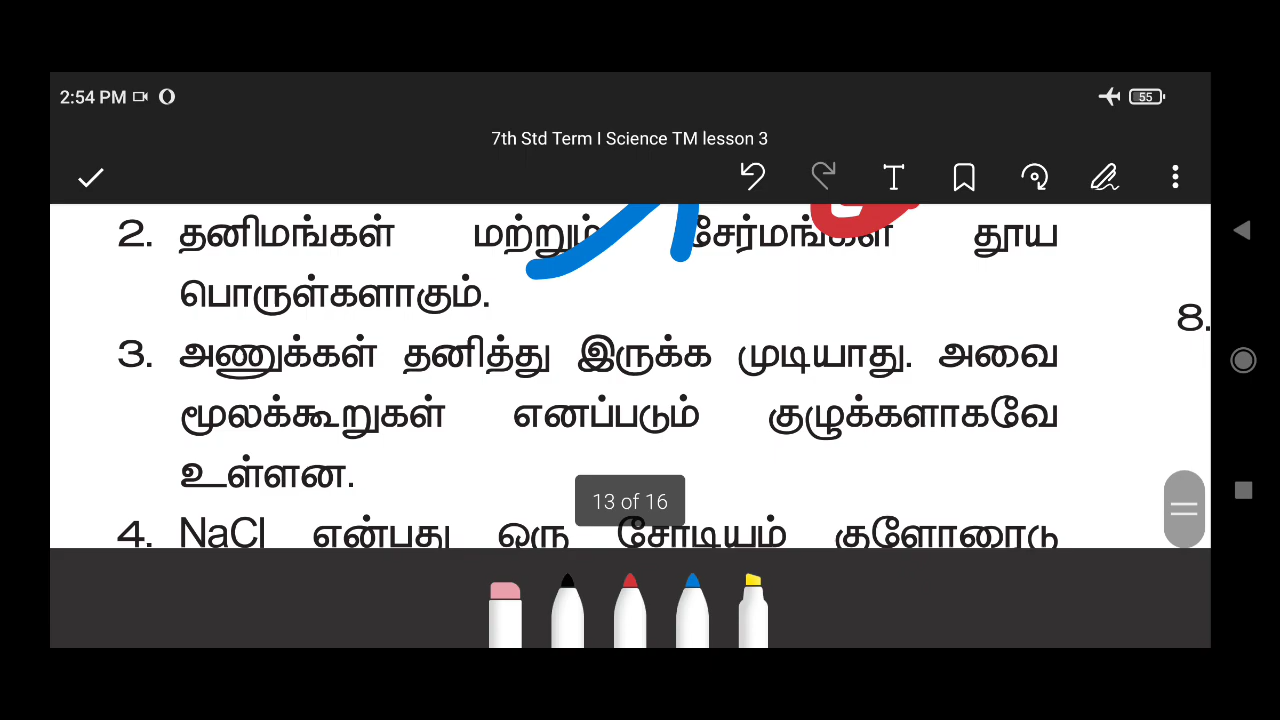 2:54 PM
55
7th Std Term I Science TM lesson 3
2. தனிமங்கள் மற்றும் சேர்மங்கள் தூய
பொருள்களாகும்.
8.
3. அணுக்கள் தனித்து இருக்க முடியாது. அவை
மூலக்கூறுகள் எனப்படும் குழுக்களாகவே
உள்ளன.
13 of 16
4. NaCl என்பது ஒரு சோடியம் குளோரைடு